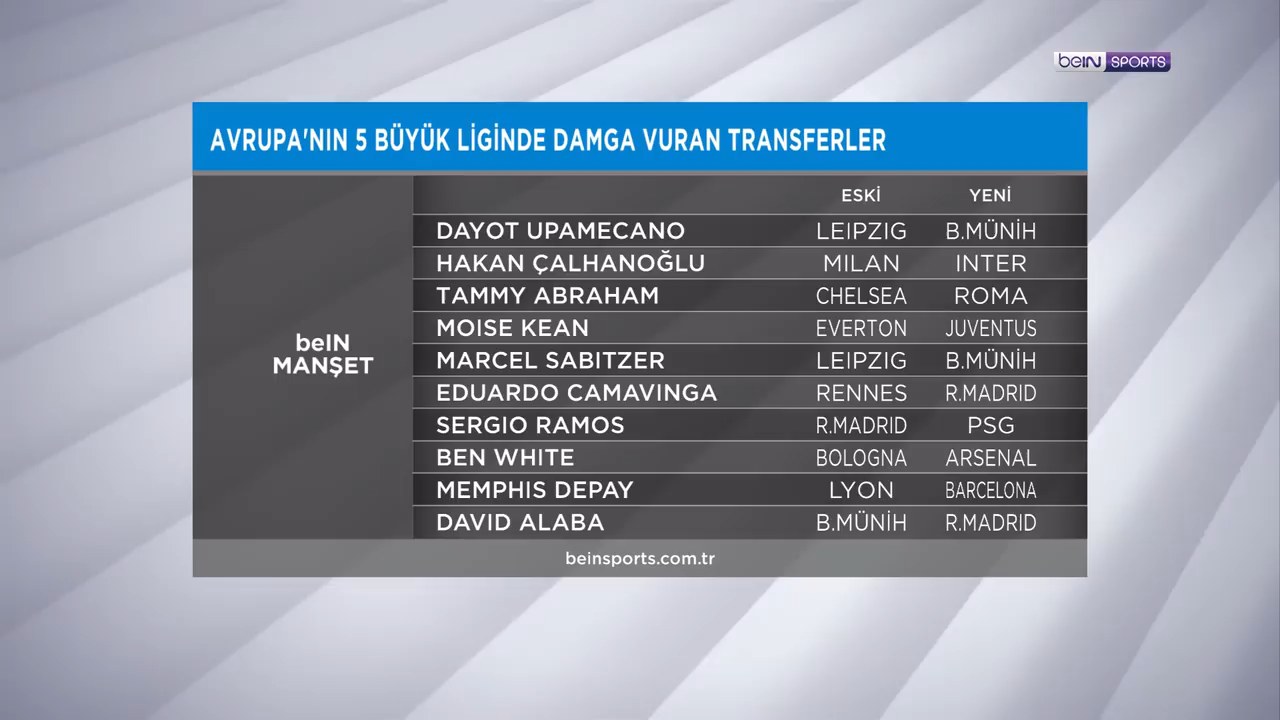 beIN SPORTS
AVRUPA'NIN 5 BÜYÜK LİGİNDE DAMGA VURAN TRANSFERLER
ESKİ YENİ
DAYOT UPAMECANO LEIPZIG B.MÜNİH
HAKAN ÇALHANOĞLU MILAN INTER
TAMMY ABRAHAM CHELSEA ROMA
MOISE KEAN EVERTON JUVENTUS
MARCEL SABITZER LEIPZIG B.MÜNİH
EDUARDO CAMAVINGA RENNES R.MADRID
SERGIO RAMOS R.MADRID PSG
BEN WHITE BOLOGNA ARSENAL
MEMPHIS DEPAY LYON BARCELONA
DAVID ALABA B.MÜNİH R.MADRID
beIN
MANŞET
beinsports.com.tr